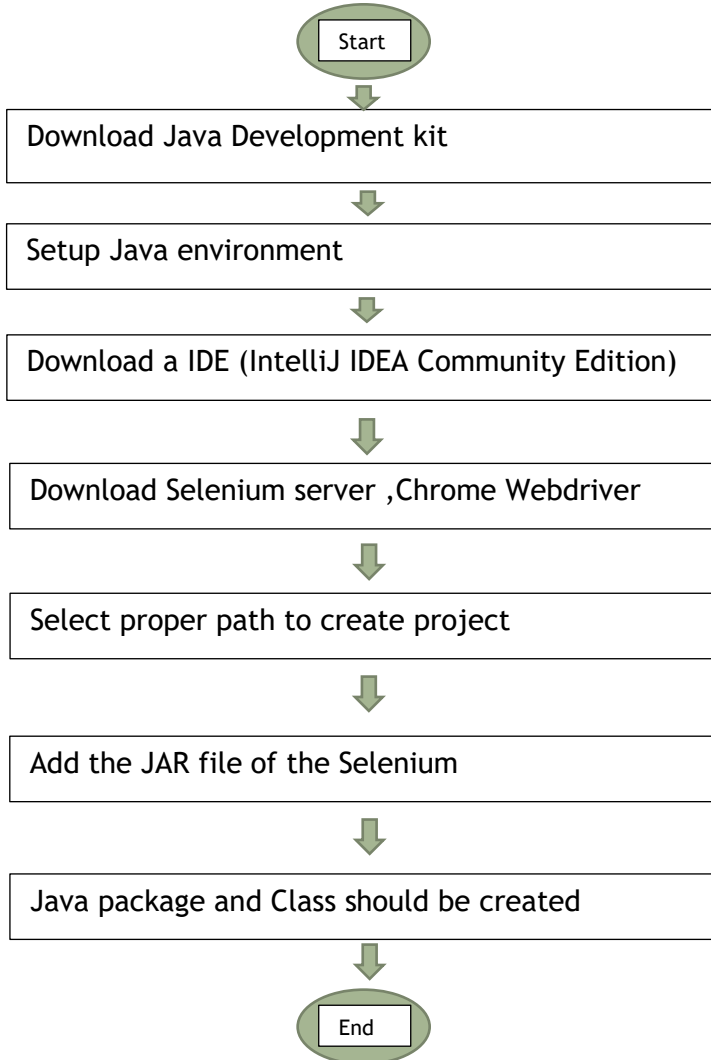 Start
Download Java Development kit
Setup Java environment
Download a IDE (IntelliJ IDEA Community Edition)
Download Selenium server ,Chrome Webdriver
Select proper path to create project
Add the JAR file of the Selenium
Java package and Class should be created
End